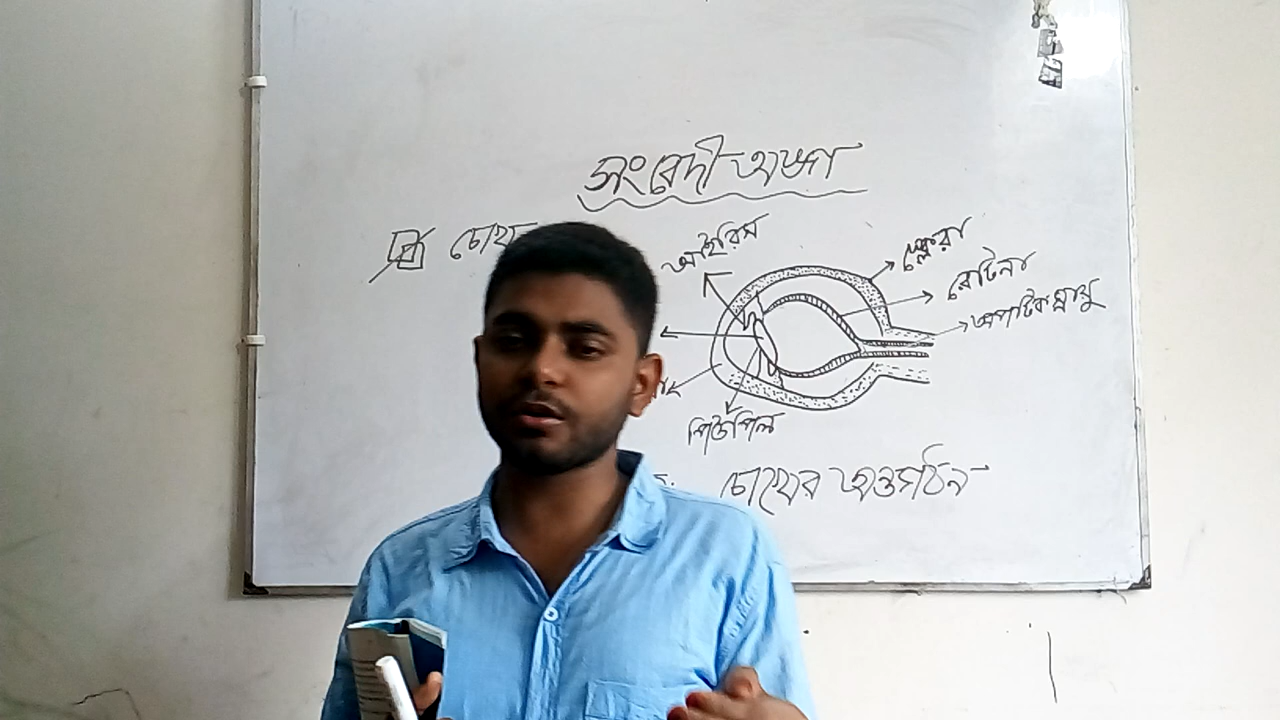 সংবেদী অঙ্গ
চোখ
আইরিস
স্ক্লেরা
রেটিনা
অপটিক স্নায়ু
পিউপিল
চোখের অন্তর্গঠন